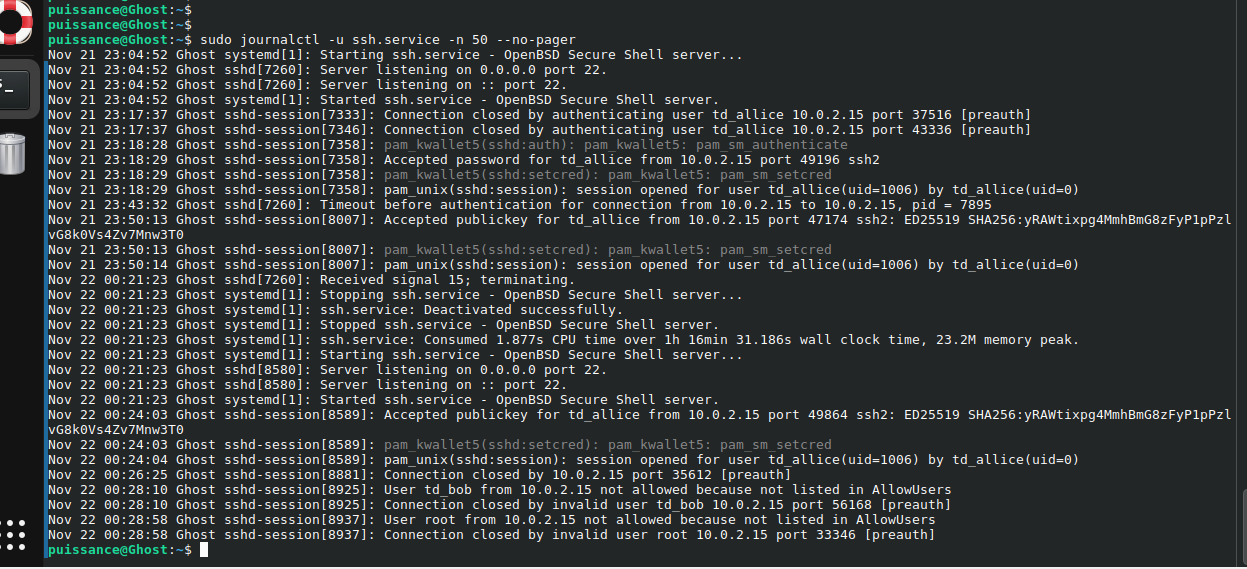 puissance@Ghost:~$
puissance@Ghost:~$
puissance@Ghost:~$ sudo journalctl -u ssh.service -n 50 --no-pager
Nov 21 23:04:52 Ghost systemd[1]: Starting ssh.service - OpenBSD Secure Shell server...
Nov 21 23:04:52 Ghost sshd[7260]: Server listening on 0.0.0.0 port 22.
Nov 21 23:04:52 Ghost sshd[7260]: Server listening on :: port 22.
Nov 21 23:04:52 Ghost systemd[1]: Started ssh.service - OpenBSD Secure Shell server.
Nov 21 23:17:37 Ghost sshd-session[7333]: Connection closed by authenticating user td_allice 10.0.2.15 port 37516 [preauth]
Nov 21 23:17:37 Ghost sshd-session[7346]: Connection closed by authenticating user td_allice 10.0.2.15 port 43336 [preauth]
Nov 21 23:18:28 Ghost sshd-session[7358]: pam_kwallet5(sshd:auth): pam_kwallet5: pam_sm_authenticate
Nov 21 23:18:29 Ghost sshd-session[7358]: Accepted password for td_allice from 10.0.2.15 port 49196 ssh2
Nov 21 23:18:29 Ghost sshd-session[7358]: pam_kwallet5(sshd:setcred): pam_kwallet5: pam_sm_setcred
Nov 21 23:18:29 Ghost sshd-session[7358]: pam_unix(sshd:session): session opened for user td_allice(uid=1006) by td_allice(uid=0)
Nov 21 23:43:32 Ghost sshd[7260]: Timeout before authentication for connection from 10.0.2.15 to 10.0.2.15, pid = 7895
Nov 21 23:50:13 Ghost sshd-session[8007]: Accepted publickey for td_allice from 10.0.2.15 port 47174 ssh2: ED25519 SHA256:yRAWtixpg4MmhBmG8zFyP1pPzl
vG8k0Vs4Zv7Mnw3T0
Nov 21 23:50:13 Ghost sshd-session[8007]: pam_kwallet5(sshd:setcred): pam_kwallet5: pam_sm_setcred
Nov 21 23:50:14 Ghost sshd-session[8007]: pam_unix(sshd:session): session opened for user td_allice(uid=1006) by td_allice(uid=0)
Nov 22 00:21:23 Ghost sshd[7260]: Received signal 15; terminating.
Nov 22 00:21:23 Ghost systemd[1]: Stopping ssh.service - OpenBSD Secure Shell server...
Nov 22 00:21:23 Ghost systemd[1]: ssh.service: Deactivated successfully.
Nov 22 00:21:23 Ghost systemd[1]: Stopped ssh.service - OpenBSD Secure Shell server.
Nov 22 00:21:23 Ghost systemd[1]: ssh.service: Consumed 1.877s CPU time over 1h 16min 31.186s wall clock time, 23.2M memory peak.
Nov 22 00:21:23 Ghost systemd[1]: Starting ssh.service - OpenBSD Secure Shell server...
Nov 22 00:21:23 Ghost sshd[8580]: Server listening on 0.0.0.0 port 22.
Nov 22 00:21:23 Ghost sshd[8580]: Server listening on :: port 22.
Nov 22 00:21:23 Ghost systemd[1]: Started ssh.service - OpenBSD Secure Shell server.
Nov 22 00:24:03 Ghost sshd-session[8589]: Accepted publickey for td_allice from 10.0.2.15 port 49864 ssh2: ED25519 SHA256:yRAWtixpg4MmhBmG8zFyP1pPzl
vG8k0Vs4Zv7Mnw3T0
Nov 22 00:24:03 Ghost sshd-session[8589]: pam_kwallet5(sshd:setcred): pam_kwallet5: pam_sm_setcred
Nov 22 00:24:04 Ghost sshd-session[8589]: pam_unix(sshd:session): session opened for user td_allice(uid=1006) by td_allice(uid=0)
Nov 22 00:26:25 Ghost sshd-session[8881]: Connection closed by 10.0.2.15 port 35612 [preauth]
Nov 22 00:28:10 Ghost sshd-session[8925]: User td_bob from 10.0.2.15 not allowed because not listed in AllowUsers
Nov 22 00:28:10 Ghost sshd-session[8925]: Connection closed by invalid user td_bob 10.0.2.15 port 56168 [preauth]
Nov 22 00:28:58 Ghost sshd-session[8937]: User root from 10.0.2.15 not allowed because not listed in AllowUsers
Nov 22 00:28:58 Ghost sshd-session[8937]: Connection closed by invalid user root 10.0.2.15 port 33346 [preauth]
puissance@Ghost:~$